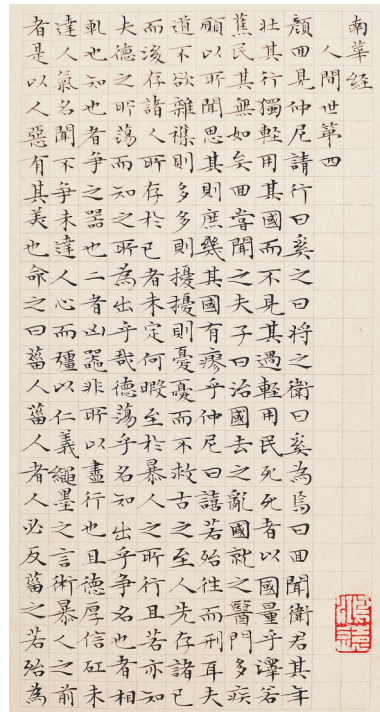 南華經
人間世第四
顏回見仲尼請行曰奚之曰將之衛曰奚為焉曰回聞衛君其年
壯其行獨輕用其國而不見其過輕用民死死者以國量乎澤若
蕉民其無如矣回嘗聞之夫子曰治國去之亂國就之醫門多疾
願以所聞思其則庶幾其國有瘳乎仲尼曰譆若殆往而刑耳夫
道不欲雜襍則多多則擾擾則憂憂而不救古之至人先存諸已
而後存諸人所存於已者未定何暇至於暴人之所行且若亦知
夫德之所蕩而知之所為出乎哉德蕩乎名知出乎爭名也者相
軋也知也者爭之器也二者凶器非所以盡行也且德厚信矼未
達人氣名聞不爭未達人心而彊以仁義繩墨之言術暴人之前
者是以人惡有其美也命之曰菑人菑人者人必反菑之若殆為